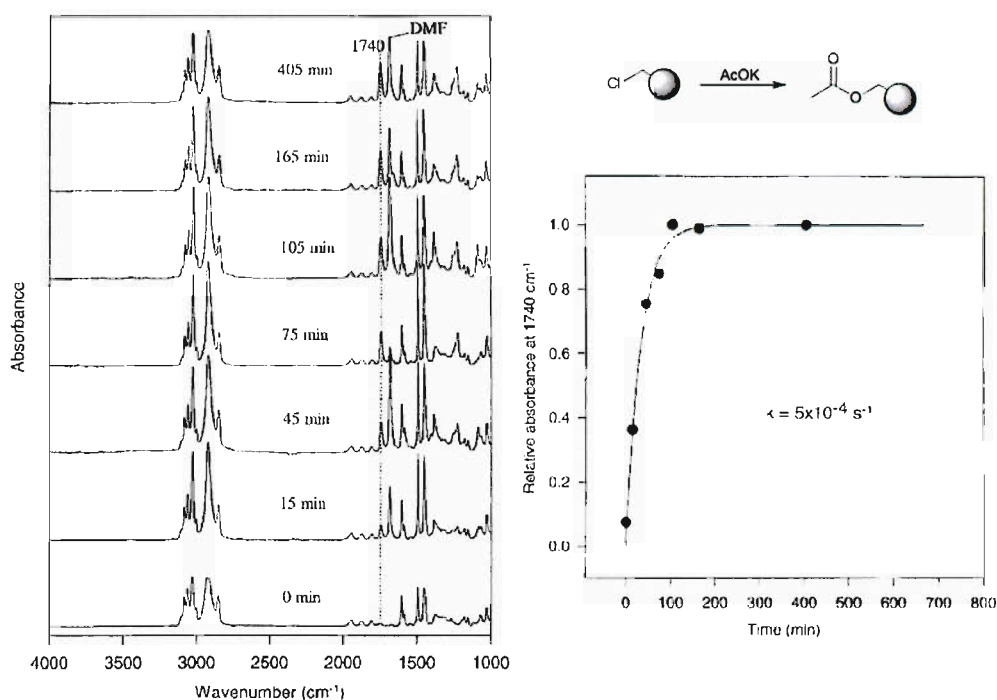 1740
DMF
405 min
165 min
105 min
75 min
45 min
15 min
0 min
Absorbance
4000
3000
2500
2000
1500
1000
Wavenumber (cm⁻¹)
Cl
AcOK
O
O
1.0
0.8
0.6
0.4
0.2
0.0
Relative absorbance at 1740 cm⁻¹
k = 5x10⁻⁴ s⁻¹
0 100 200 300 400 500 600 700 800
Time (min)